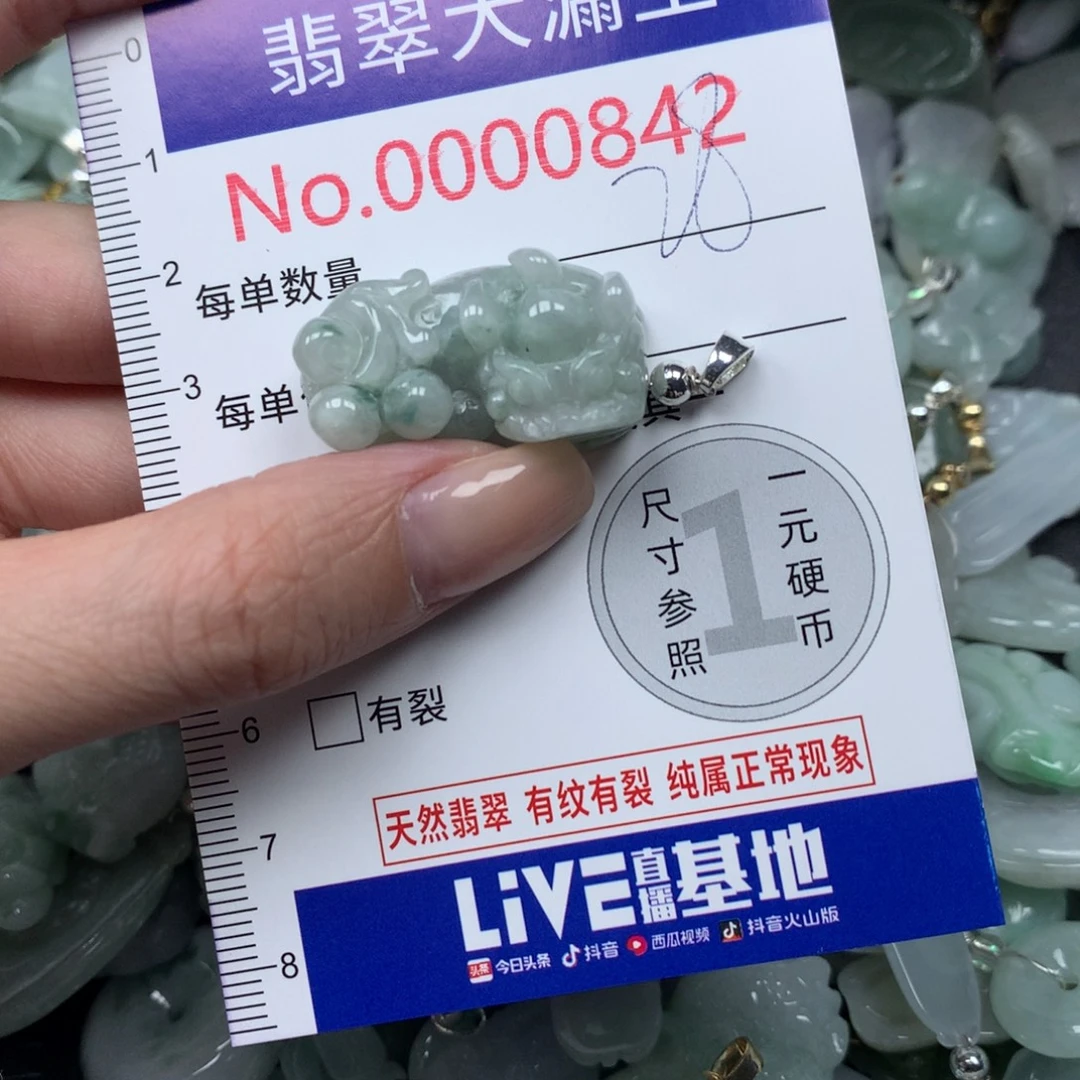 0
翡翠大漏王
1
No.0000842
28
2
每单数量
3
每单
尺寸参照
1
一元硬币
6
有裂
天然翡翠 有纹有裂 纯属正常现象
7
LiVE直播基地
8
头条 今日头条 抖音 西瓜视频 抖音火山版